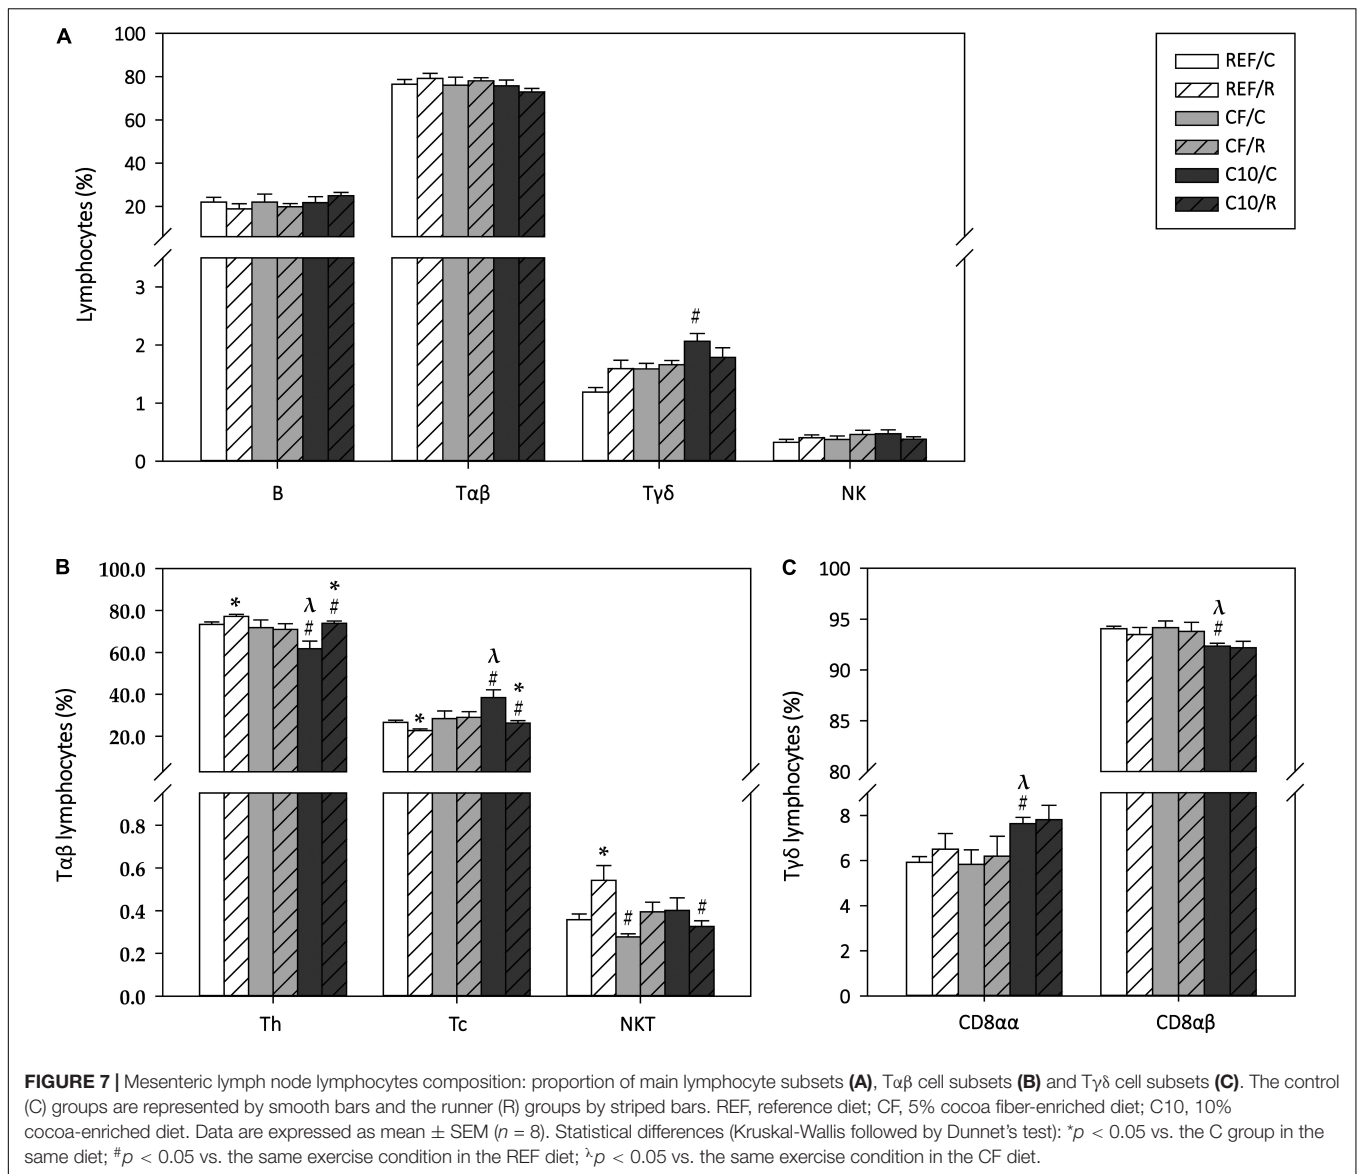 A
100
80
60
40
20
3
2
1
0
Lymphocytes (%)
#
B
Tαβ
Tγδ
NK
REF/C
REF/R
CF/C
CF/R
C10/C
C10/R
B
100.0
80.0
60.0
40.0
20.0
0.8
0.6
0.4
0.2
0.0
Tαβ lymphocytes (%)
*
λ
#
*
#
*
λ
#
*
#
*
#
#
Th
Tc
NKT
C
100
95
90
85
80
8
6
4
2
0
Tγδ lymphocytes (%)
λ
#
λ
#
CD8αα
CD8αβ
FIGURE 7 | Mesenteric lymph node lymphocytes composition: proportion of main lymphocyte subsets (A), Tαβ cell subsets (B) and Tγδ cell subsets (C). The control
(C) groups are represented by smooth bars and the runner (R) groups by striped bars. REF, reference diet; CF, 5% cocoa fiber-enriched diet; C10, 10%
cocoa-enriched diet. Data are expressed as mean ± SEM (n = 8). Statistical differences (Kruskal-Wallis followed by Dunnet's test): *p < 0.05 vs. the C group in the
same diet; #p < 0.05 vs. the same exercise condition in the REF diet; λp < 0.05 vs. the same exercise condition in the CF diet.